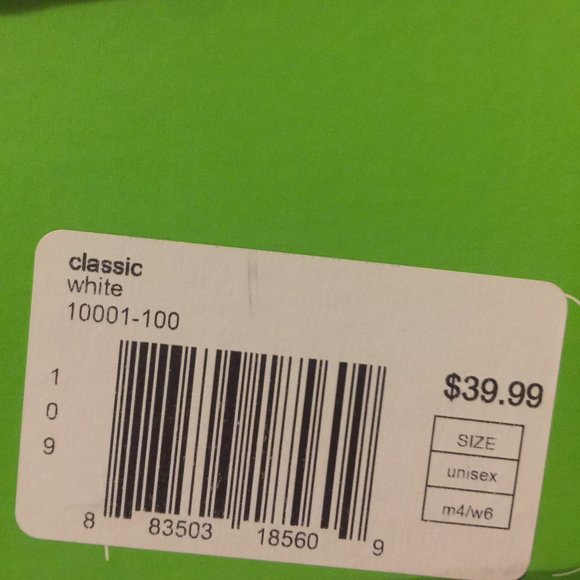 classic
white
10001-100
1
0
9
$39.99
SIZE
unisex
m4/w6
8 83503 18560 9